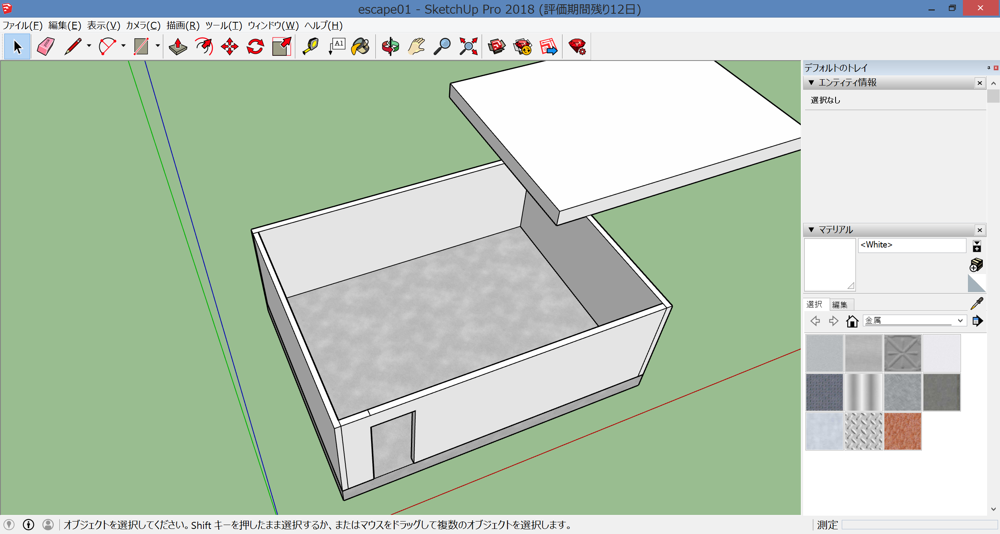 escape01 - SketchUp Pro 2018 (評価期間残り12日)
ファイル(F) 編集(E) 表示(V) カメラ(C) 描画(R) ツール(T) ウィンドウ(W) ヘルプ(H)
pink
A1
デフォルトのトレイ
エンティティ情報
選択なし
マテリアル
<White>
選択 編集
金属
オブジェクトを選択してください。Shift キーを押したまま選択するか、またはマウスをドラッグして複数のオブジェクトを選択します。
測定